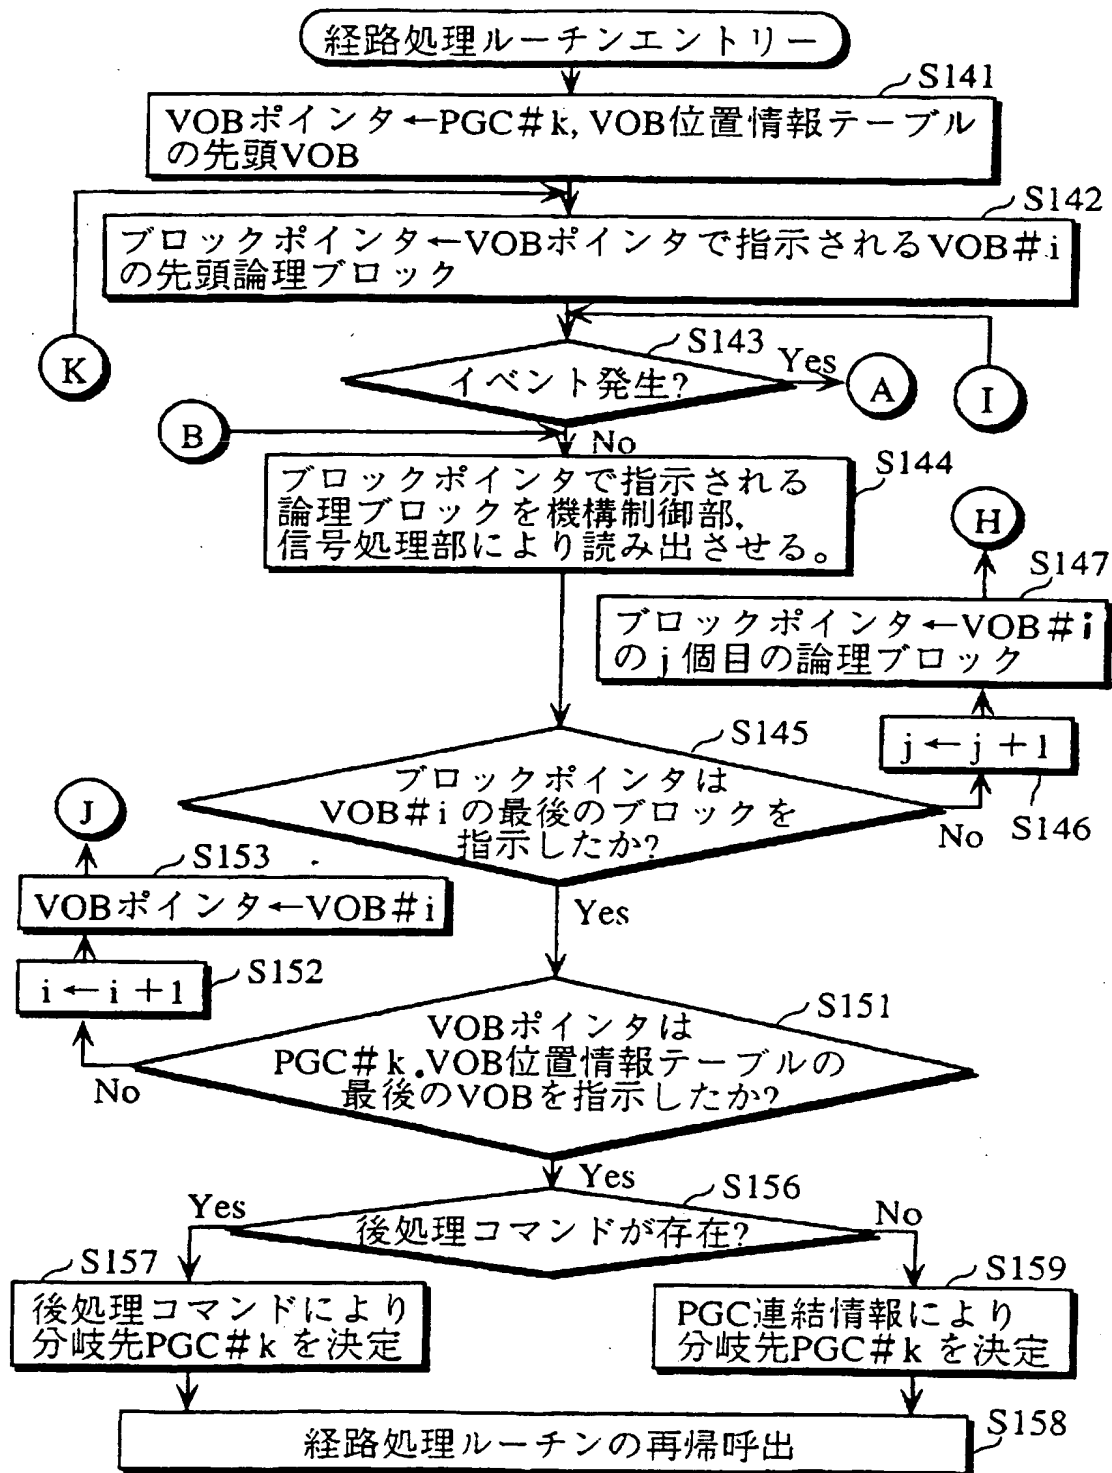 経路処理ルーチンエントリー
S141
VOBポインタ←PGC#k, VOB位置情報テーブル
の先頭VOB
S142
ブロックポインタ←VOBポインタで指示されるVOB#i
の先頭論理ブロック
K
S143
イベント発生?
Yes
A
I
B
No
S144
ブロックポインタで指示される
論理ブロックを機構制御部,
信号処理部により読み出させる。
H
S147
ブロックポインタ←VOB#i
のj個目の論理ブロック
S145
j←j+1
ブロックポインタは
VOB#iの最後のブロックを
指示したか?
No
S146
J
S153
VOBポインタ←VOB#i
Yes
S152
i←i+1
S151
VOBポインタは
PGC#k.VOB位置情報テーブルの
最後のVOBを指示したか?
No
Yes
S156
後処理コマンドが存在?
Yes
No
S157
後処理コマンドにより
分岐先PGC#kを決定
S159
PGC連結情報により
分岐先PGC#kを決定
S158
経路処理ルーチンの再帰呼出